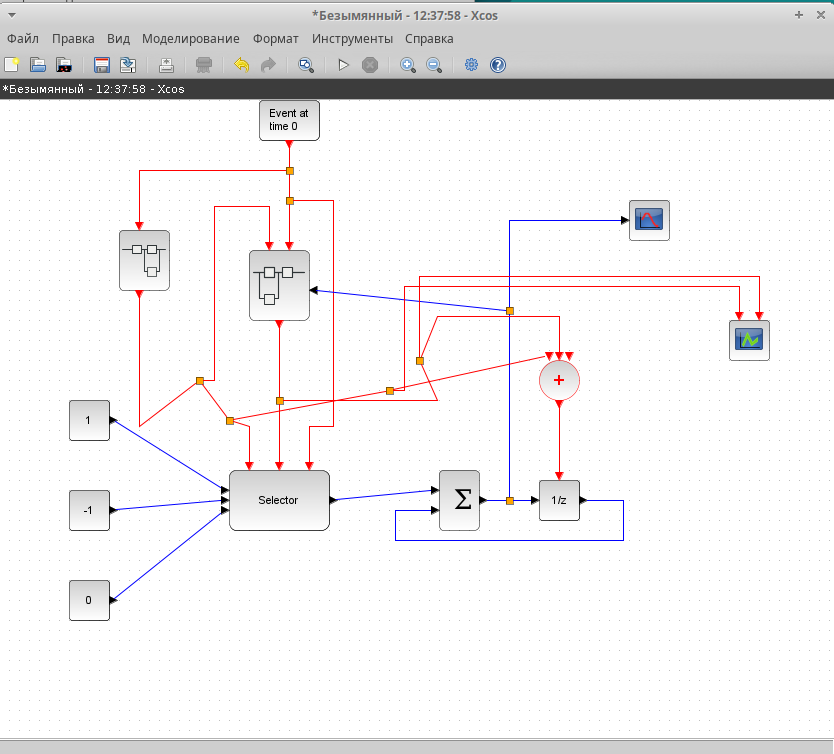 *Безымянный - 12:37:58 - Xcos
Файл Правка Вид Моделирование Формат Инструменты Справка
*Безымянный - 12:37:58 - Xcos
Event at
time 0
+
1
Selector
Σ
1/z
-1
0